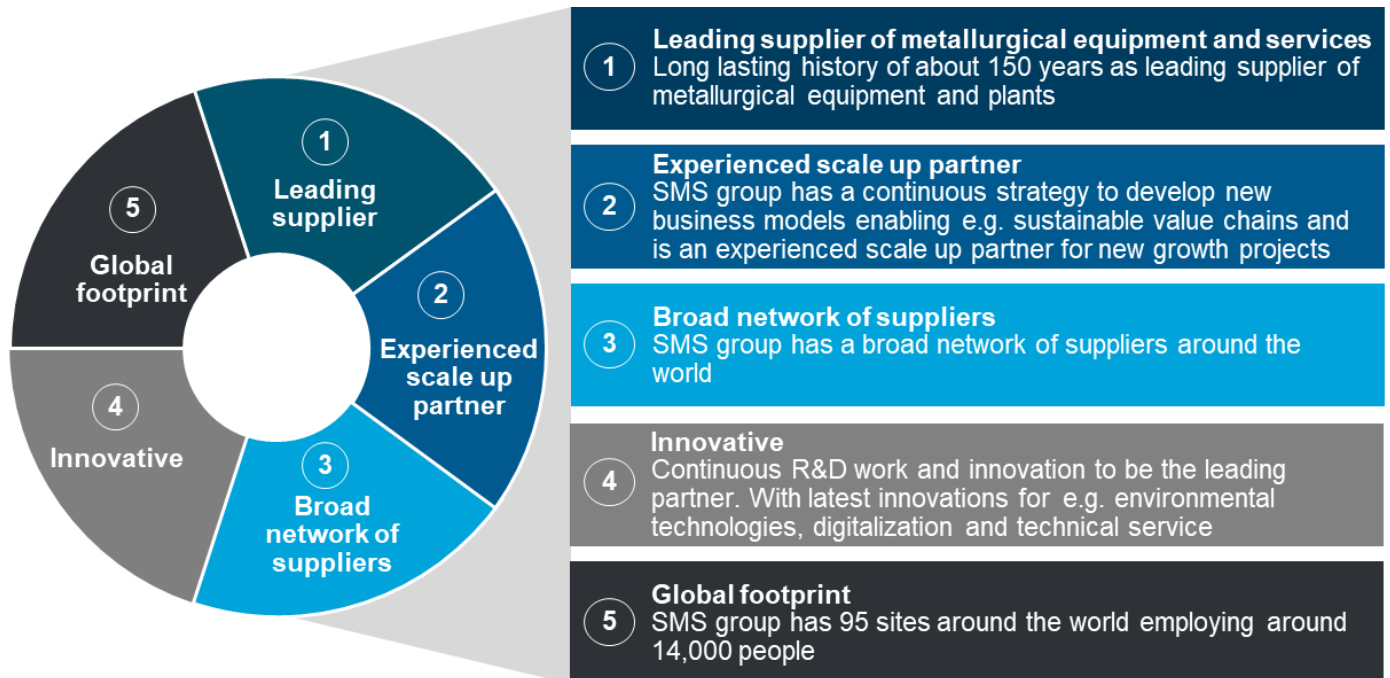 1
Leading
supplier
2
Experienced
scale up
partner
3
Broad
network of
suppliers
4
Innovative
5
Global
footprint
1
Leading supplier of metallurgical equipment and services
Long lasting history of about 150 years as leading supplier of
metallurgical equipment and plants
2
Experienced scale up partner
SMS group has a continuous strategy to develop new
business models enabling e.g. sustainable value chains and
is an experienced scale up partner for new growth projects
3
Broad network of suppliers
SMS group has a broad network of suppliers around the
world
4
Innovative
Continuous R&D work and innovation to be the leading
partner. With latest innovations for e.g. environmental
technologies, digitalization and technical service
5
Global footprint
SMS group has 95 sites around the world employing around
14,000 people